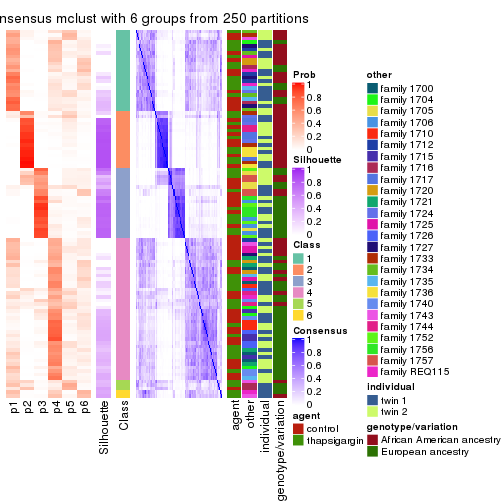 nsensus mclust with 6 groups from 250 partitions
p1
p2
p3
p4
p5
p6
Silhouette
Class
agent
other
individual
genotype/variation
Prob
1
0.8
0.6
0.4
0.2
0
Silhouette
1
0.8
0.6
0.4
0.2
0
Class
1
2
3
4
5
6
Consensus
1
0.8
0.6
0.4
0.2
0
agent
control
thapsigargin
other
family 1700
family 1704
family 1705
family 1706
family 1710
family 1712
family 1715
family 1716
family 1717
family 1720
family 1721
family 1724
family 1725
family 1726
family 1727
family 1733
family 1734
family 1735
family 1736
family 1740
family 1743
family 1744
family 1752
family 1756
family 1757
family REQ115
individual
twin 1
twin 2
genotype/variation
African American ancestry
European ancestry